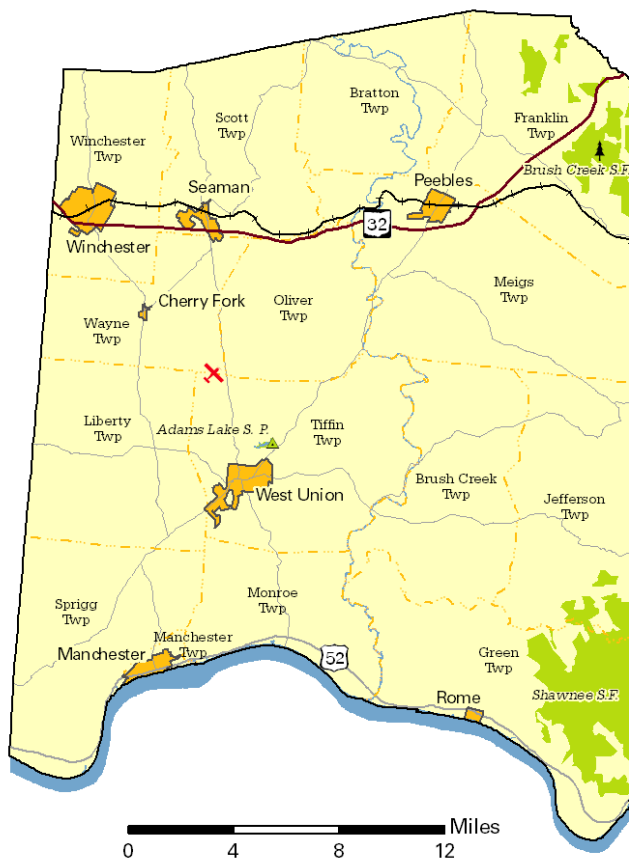 Bratton
Twp
Scott
Twp
Franklin
Twp
Winchester
Twp
Brush Creek S.F.
Seaman
Peebles
32
Winchester
Meigs
Twp
Cherry Fork
Oliver
Twp
Wayne
Twp
Liberty
Twp
Adams Lake S. P.
Tiffin
Twp
Brush Creek
Twp
West Union
Jefferson
Twp
Sprigg
Twp
Monroe
Twp
Manchester
Twp
Manchester
52
Green
Twp
Rome
Shawnee S.F.
Miles
0 4 8 12